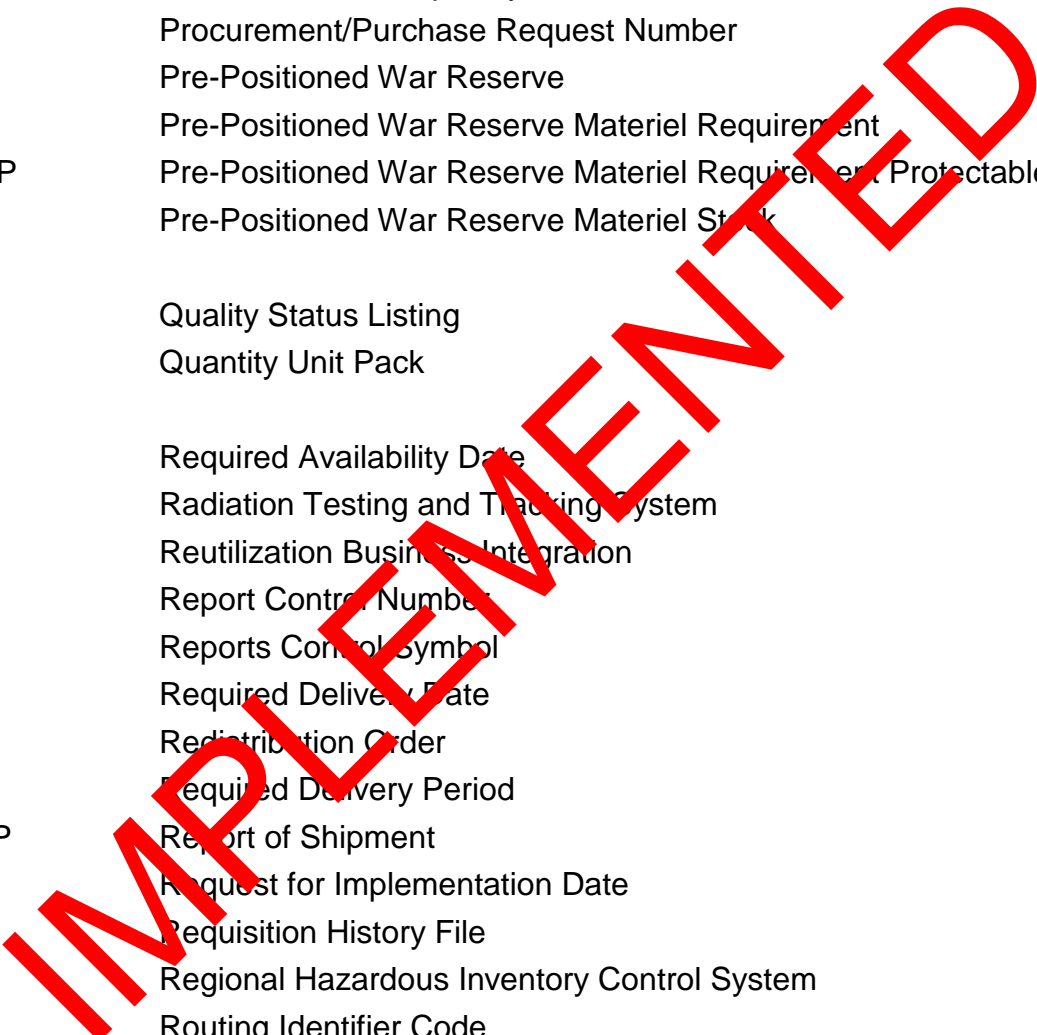 Procurement/Purchase Request Number
Pre-Positioned War Reserve
Pre-Positioned War Reserve Materiel Requirement
P Pre-Positioned War Reserve Materiel Requirement Protectable
Pre-Positioned War Reserve Materiel Stock
Quality Status Listing
Quantity Unit Pack
Required Availability Date
Radiation Testing and Tracking System
Reutilization Business Integration
Report Control Number
Reports Control Symbol
Required Delivery Date
Redistribution Order
Required Delivery Period
P Report of Shipment
Request for Implementation Date
Requisition History File
Regional Hazardous Inventory Control System
Routing Identifier Code
IMPLEMENTED